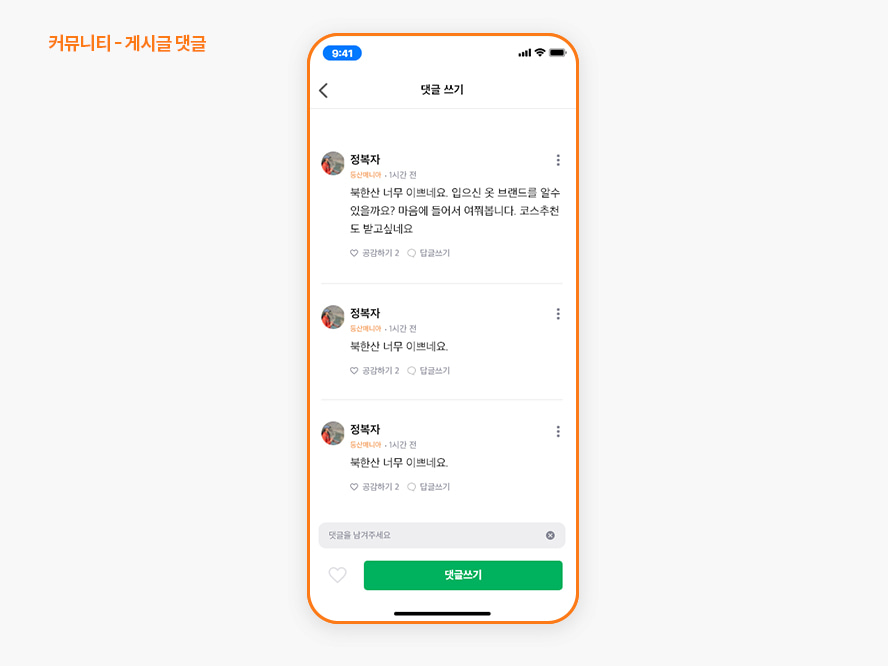 커뮤니티 - 게시글 댓글
9:41
댓글 쓰기
정복자
등산매니아 • 1시간 전
북한산 너무 이쁘네요. 입으신 옷 브랜드를 알수
있을까요? 마음에 들어서 여쭤봅니다. 코스추천
도 받고싶네요
공감하기 2 답글쓰기
정복자
등산매니아 • 1시간 전
북한산 너무 이쁘네요.
공감하기 2 답글쓰기
정복자
등산매니아 • 1시간 전
북한산 너무 이쁘네요.
공감하기 2 답글쓰기
댓글을 남겨주세요
댓글쓰기